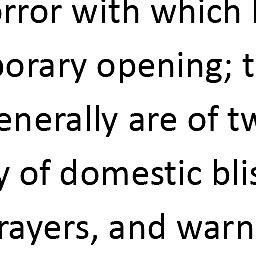 orror with which
porary opening; t
enerally are of tw
y of domestic blis
rayers, and warn